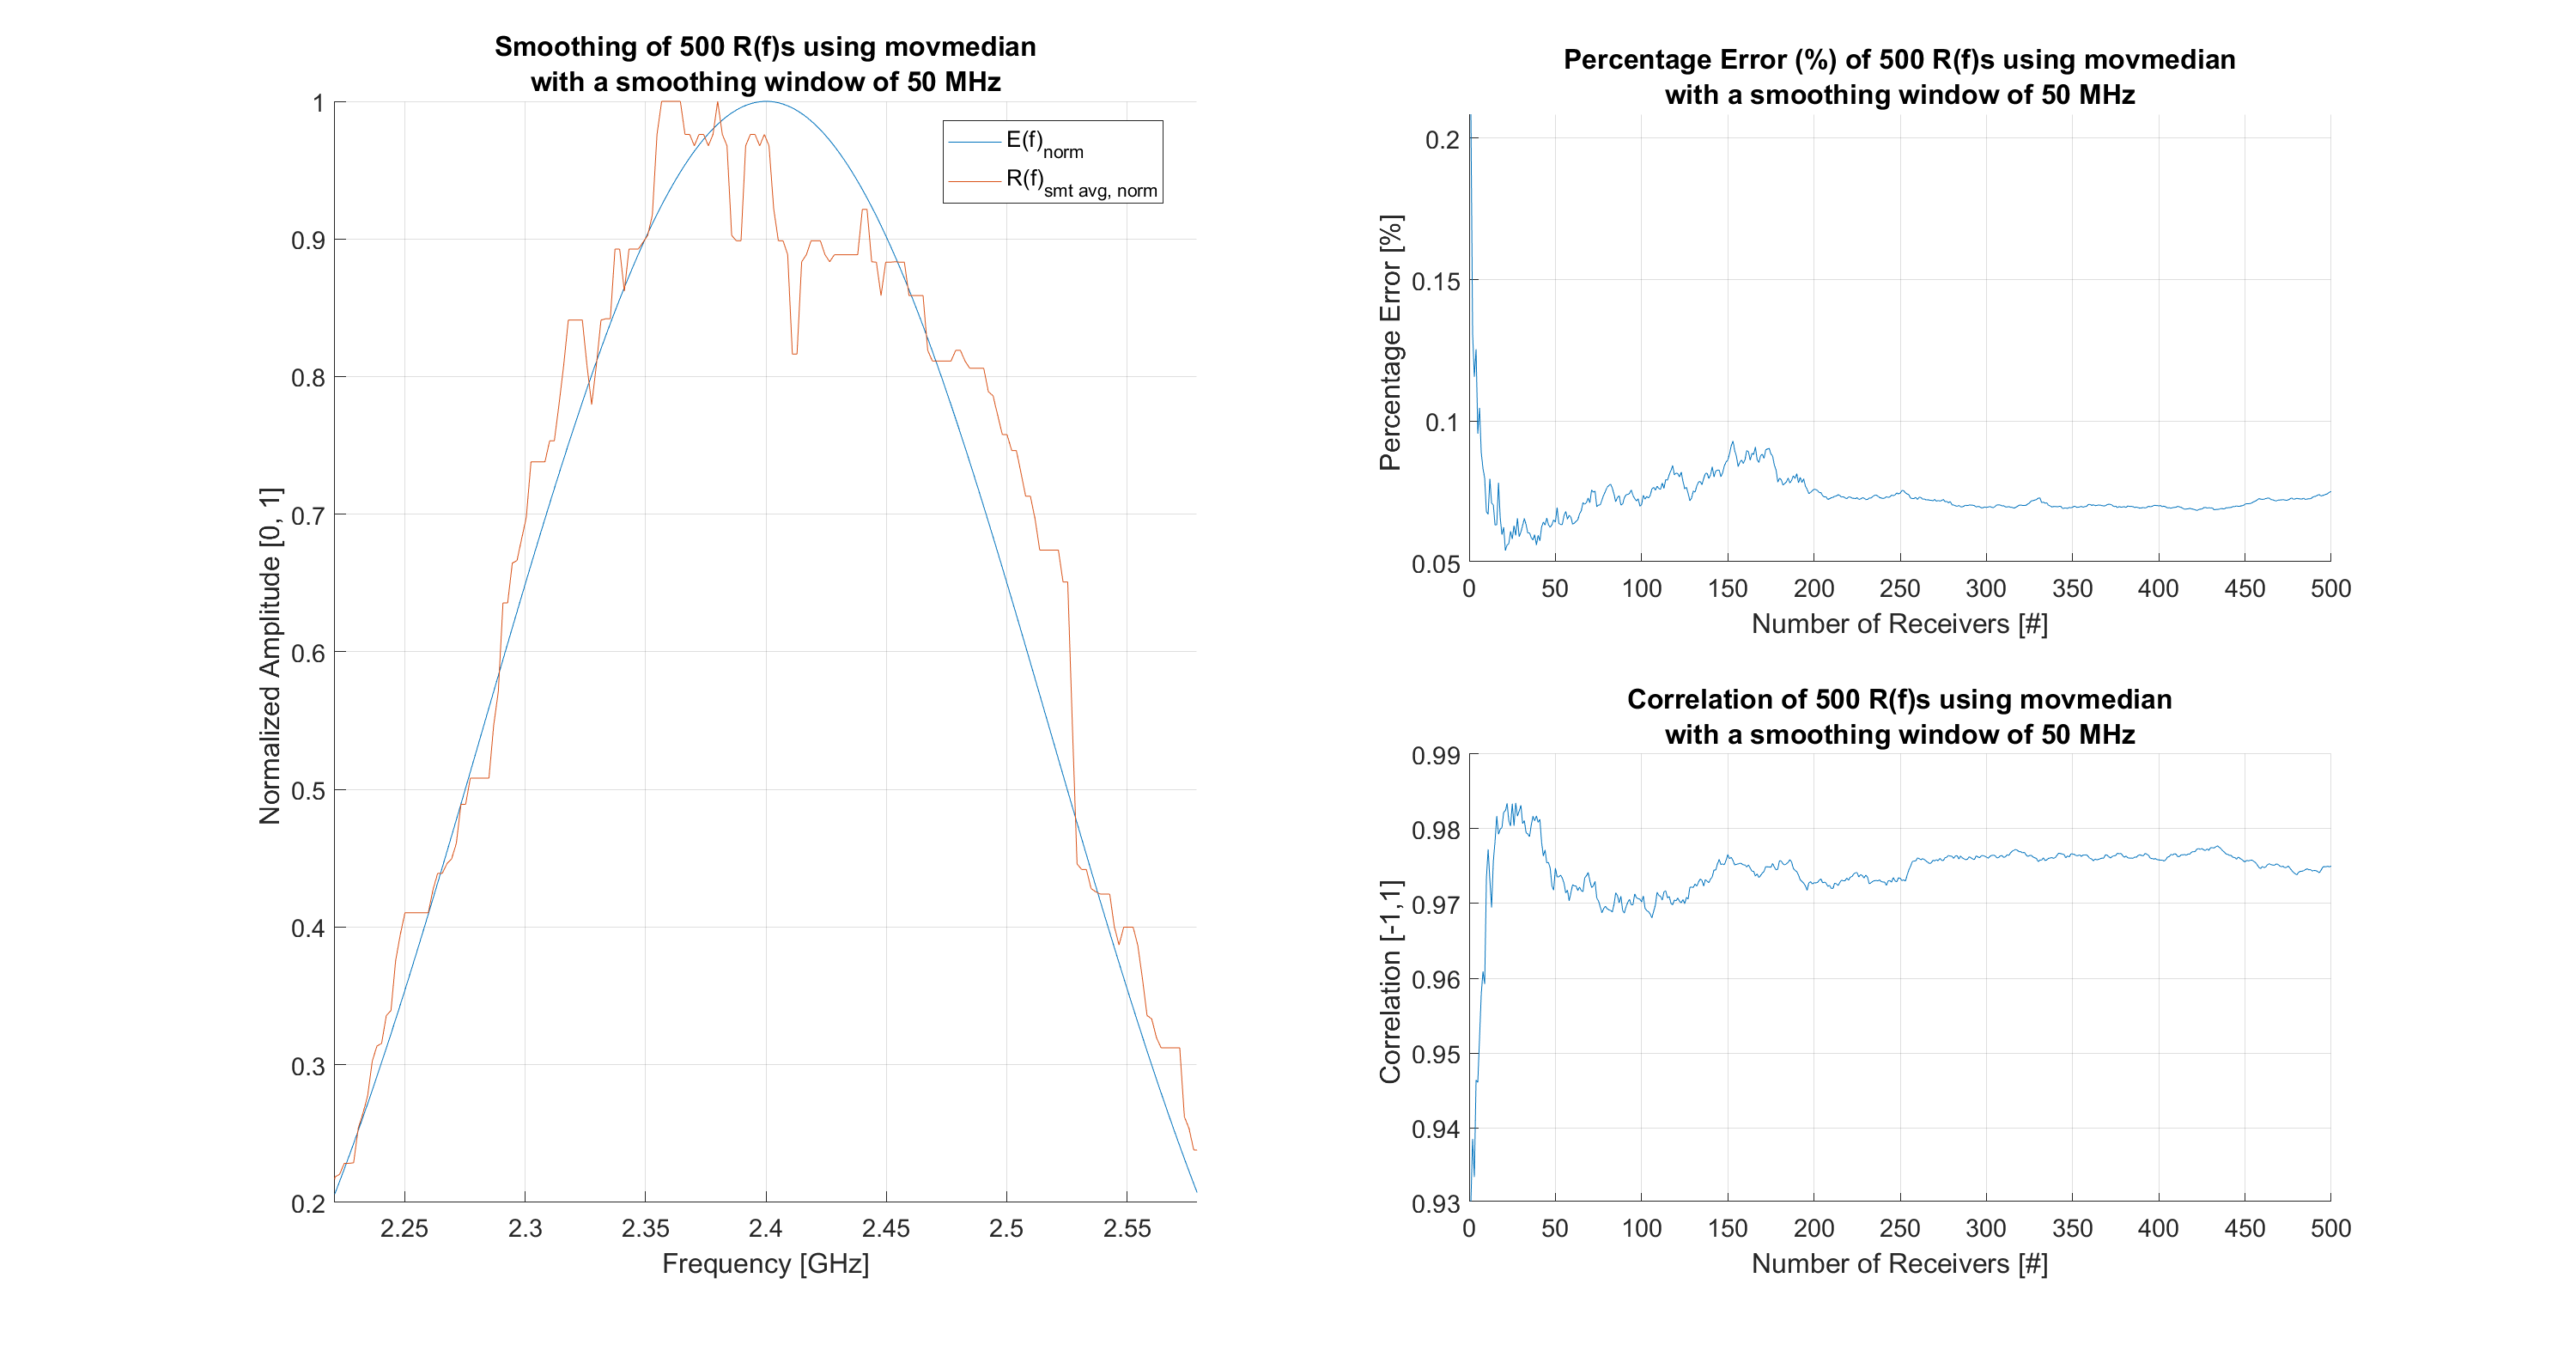 Smoothing of 500 R(f)s using movmedian
with a smoothing window of 50 MHz
1
0.9
0.8
0.7
0.6
0.5
0.4
0.3
0.2
Normalized Amplitude [0, 1]
E(f)norm
R(f)smt avg, norm
2.25 2.3 2.35 2.4 2.45 2.5 2.55
Frequency [GHz]
Percentage Error (%) of 500 R(f)s using movmedian
with a smoothing window of 50 MHz
0.2
0.15
0.1
0.05
Percentage Error [%]
0 50 100 150 200 250 300 350 400 450 500
Number of Receivers [#]
Correlation of 500 R(f)s using movmedian
with a smoothing window of 50 MHz
0.99
0.98
0.97
0.96
0.95
0.94
0.93
Correlation [-1,1]
0 50 100 150 200 250 300 350 400 450 500
Number of Receivers [#]